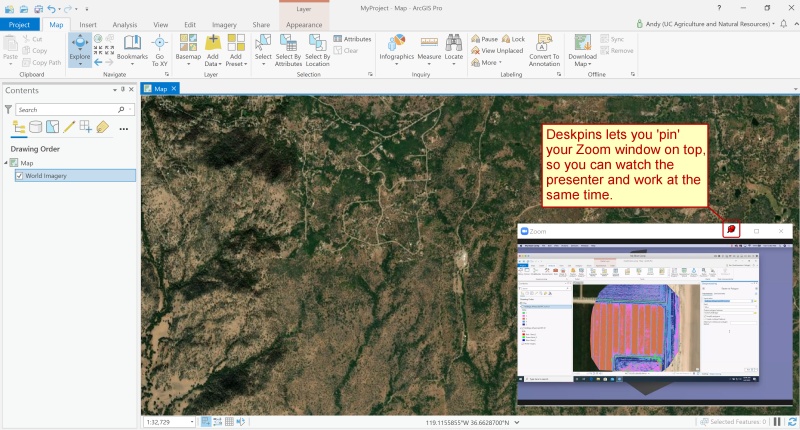 Layer
MyProject - Map - ArcGIS Pro
Project
Map
Insert
Analysis
View
Edit
Imagery
Share
Appearance
Andy (UC Agriculture and Natural Resources)
Paste
Cut
Copy
Copy Path
Clipboard
Explore
Bookmarks
Go To XY
Navigate
Basemap
Add Data
Add Preset
Layer
Select
Select By Attributes
Select By Location
Attributes
Clear
Selection
Infographics
Measure
Locate
Inquiry
Pause
Lock
View Unplaced
More
Convert To Annotation
Labeling
Download Map
Sync
Remove
Offline
Contents
Search
Drawing Order
Map
World Imagery
Map
Deskpins lets you 'pin'
your Zoom window on top,
so you can watch the
presenter and work at the
same time.
Zoom
1:32,729
119.1155855°W 36.6628700°N
Selected Features: 0